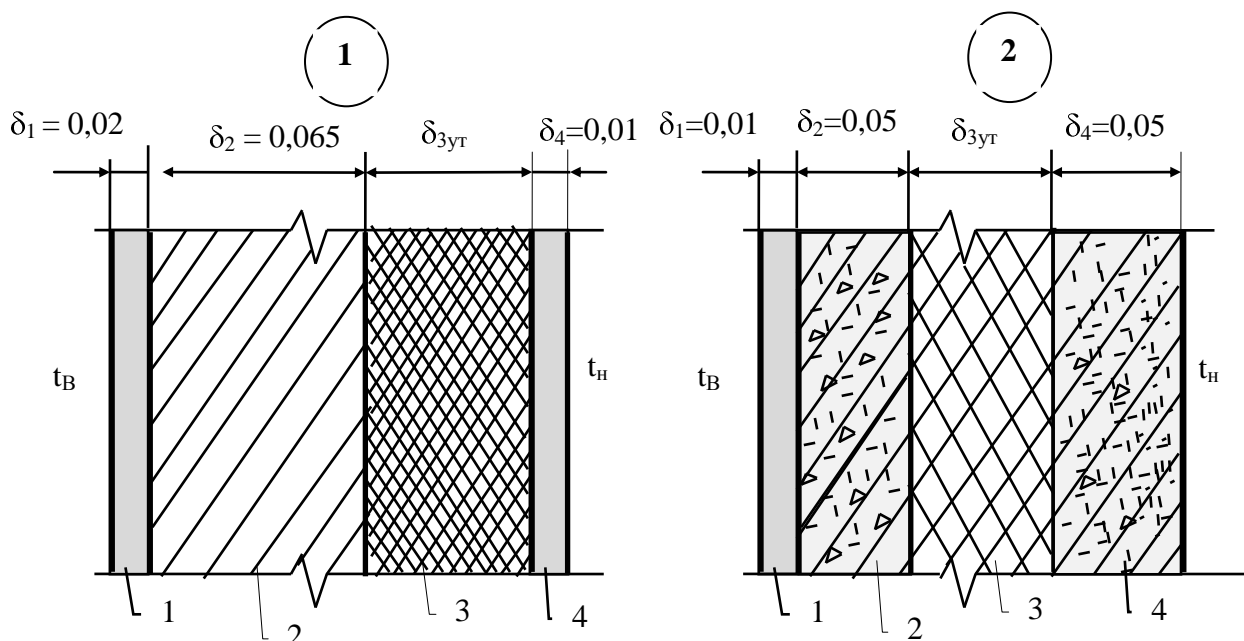 1
2
δ₁ = 0,02
δ₂ = 0,065
δ₃ут
δ₄=0,01
δ₁=0,01
δ₂=0,05
δ₃ут
δ₄=0,05
tВ
tН
tВ
tН
1
2
3
4
1
2
3
4